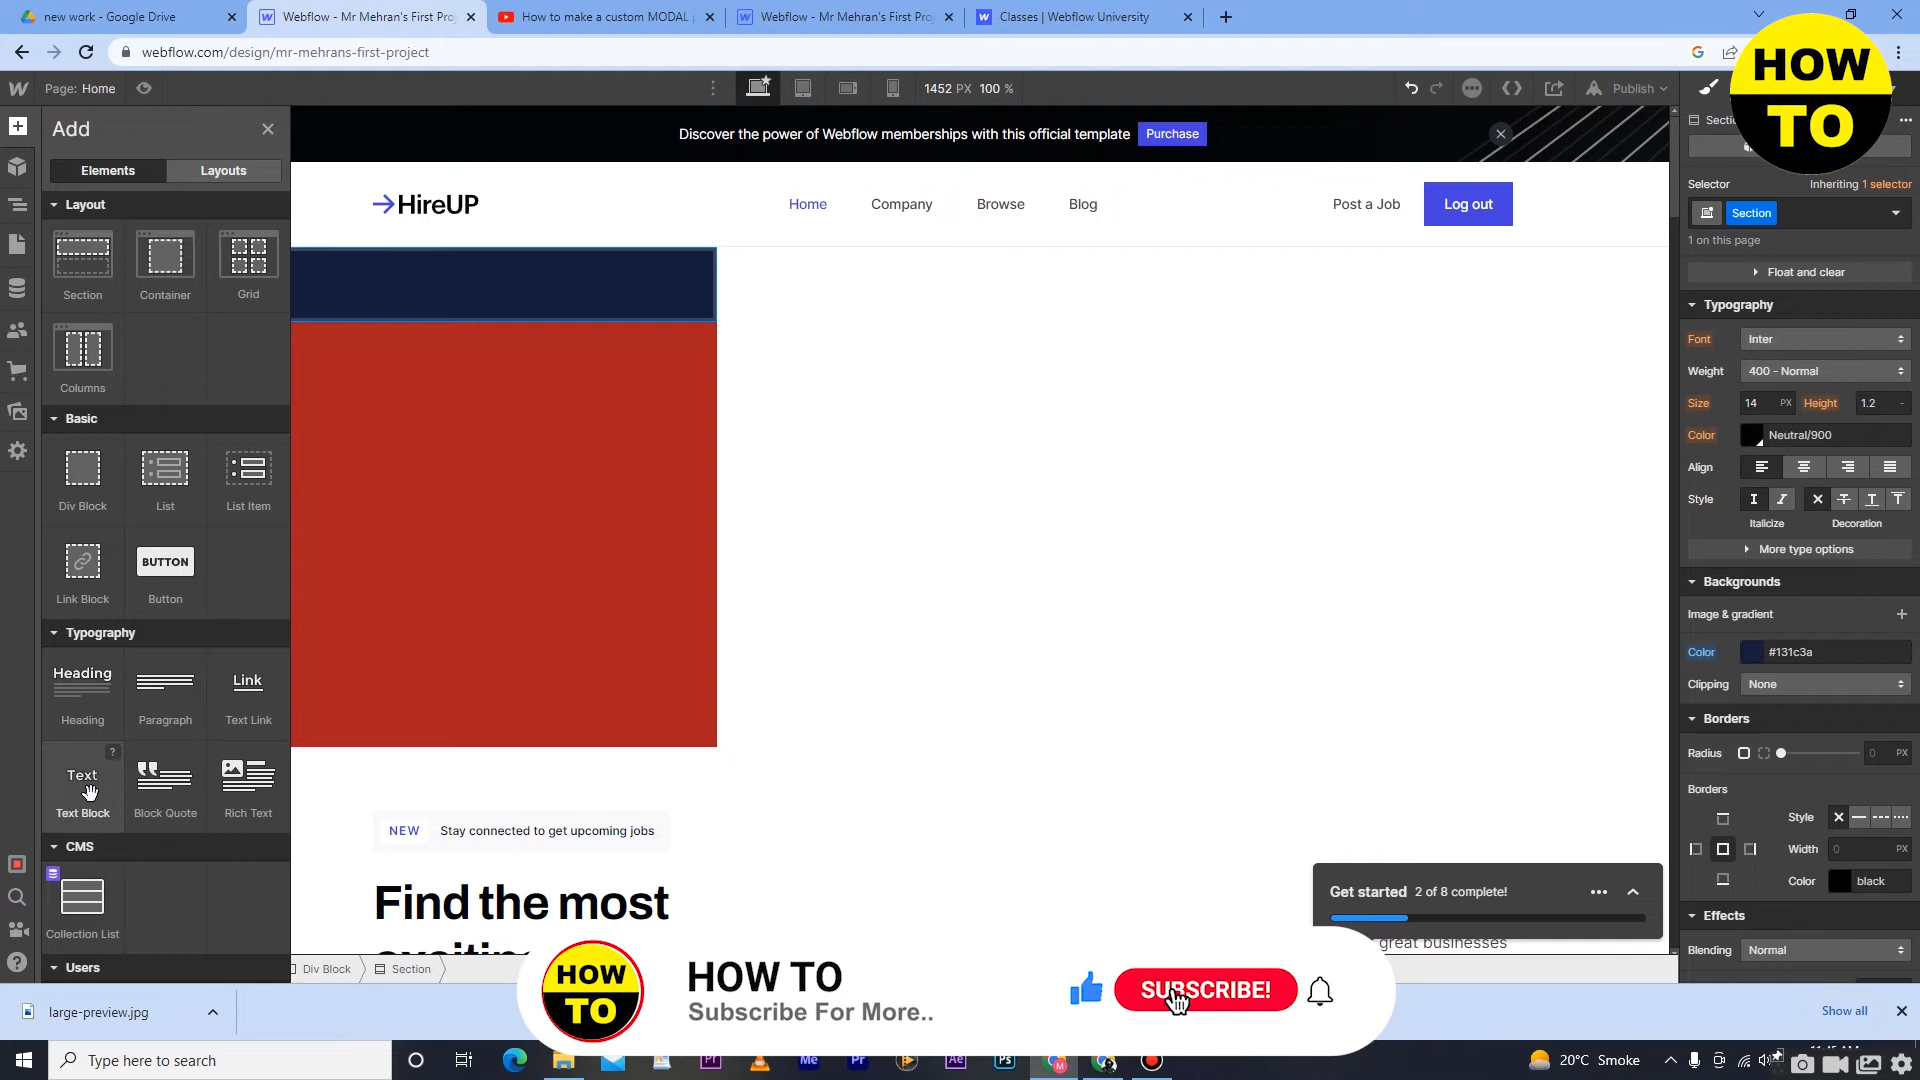 new work - Google Drive
Webflow - Mr Mehran's First Proj
How to make a custom MODAL p
Webflow - Mr Mehran's First Proj
Classes | Webflow University
webflow.com/design/mr-mehrans-first-project
Page: Home
1452 PX 100 %
Publish
HOW
TO
Add
Elements
Layouts
Discover the power of Webflow memberships with this official template
Purchase
HireUP
Home
Company
Browse
Blog
Post a Job
Log out
Layout
Section
Container
Grid
Columns
Basic
Div Block
List
List Item
BUTTON
Link Block
Button
Typography
Heading
Link
Heading
Paragraph
Text Link
Text
Text Block
Block Quote
Rich Text
CMS
Collection List
Users
NEW
Stay connected to get upcoming jobs
Find the most
Get started 2 of 8 complete!
great businesses
Div Block
Section
Selector
Inheriting 1 selector
Section
1 on this page
Float and clear
Typography
Font
Inter
Weight
400 - Normal
Size
14 PX
Height
1.2 -
Color
Neutral/900
Align
Style
Italicize
Decoration
More type options
Backgrounds
Image & gradient
Color
#131c3a
Clipping
None
Borders
Radius
0 PX
Borders
Style
Width
0 PX
Color
black
Effects
Blending
Normal
HOW
TO
HOW TO
Subscribe For More..
SUBSCRIBE!
large-preview.jpg
Show all
Type here to search
20°C Smoke